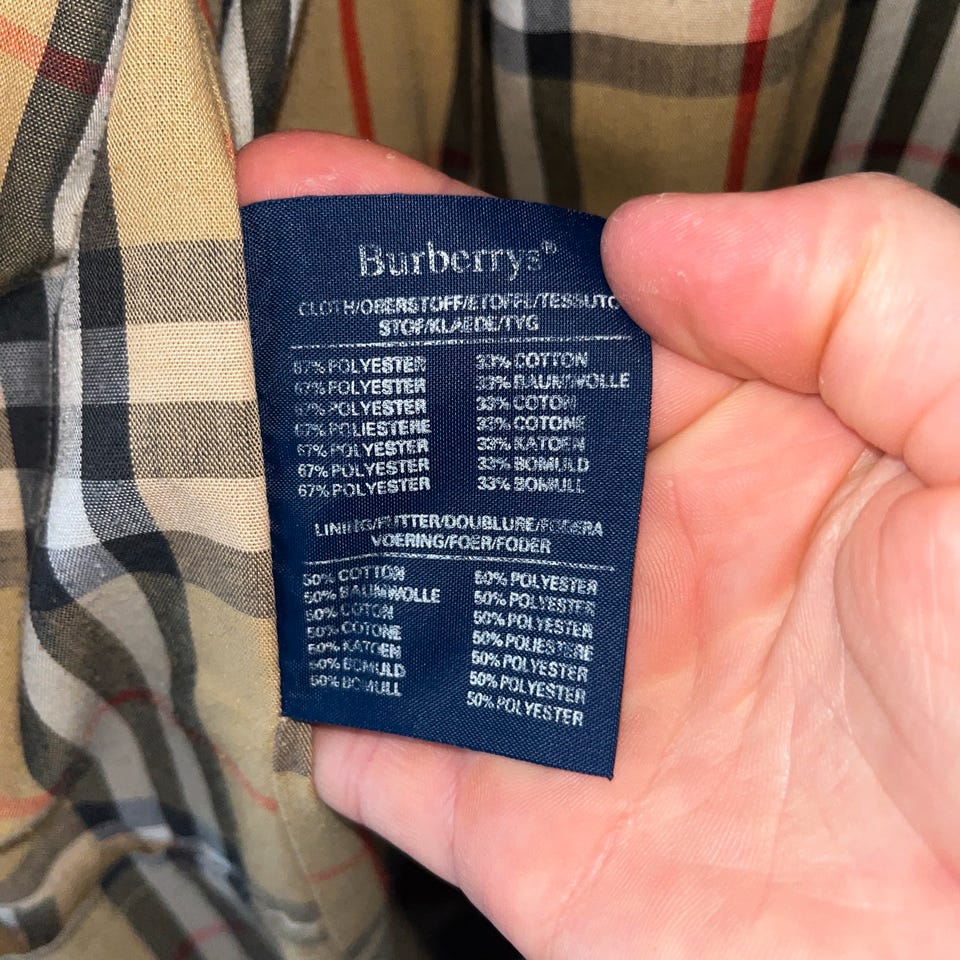 Burberrys®
CLOTH/OBERSTOFF/ETOFFE/TESSUTO
STOF/KLAEDE/TYG
67% POLYESTER 33% COTTON
67% POLYESTER 33% BAUMWOLLE
67% POLYESTER 33% COTON
67% POLIESTERE 33% COTONE
67% POLYESTER 33% KATOEN
67% POLYESTER 33% BOMULD
67% POLYESTER 33% BOMULL
LINING/FUTTER/DOUBLURE/FODERA
VOERING/FOER/FODER
50% COTTON 50% POLYESTER
50% BAUMWOLLE 50% POLYESTER
50% COTON 50% POLYESTER
50% COTONE 50% POLIESTERE
50% KATOEN 50% POLYESTER
50% BOMULD 50% POLYESTER
50% BOMULL 50% POLYESTER